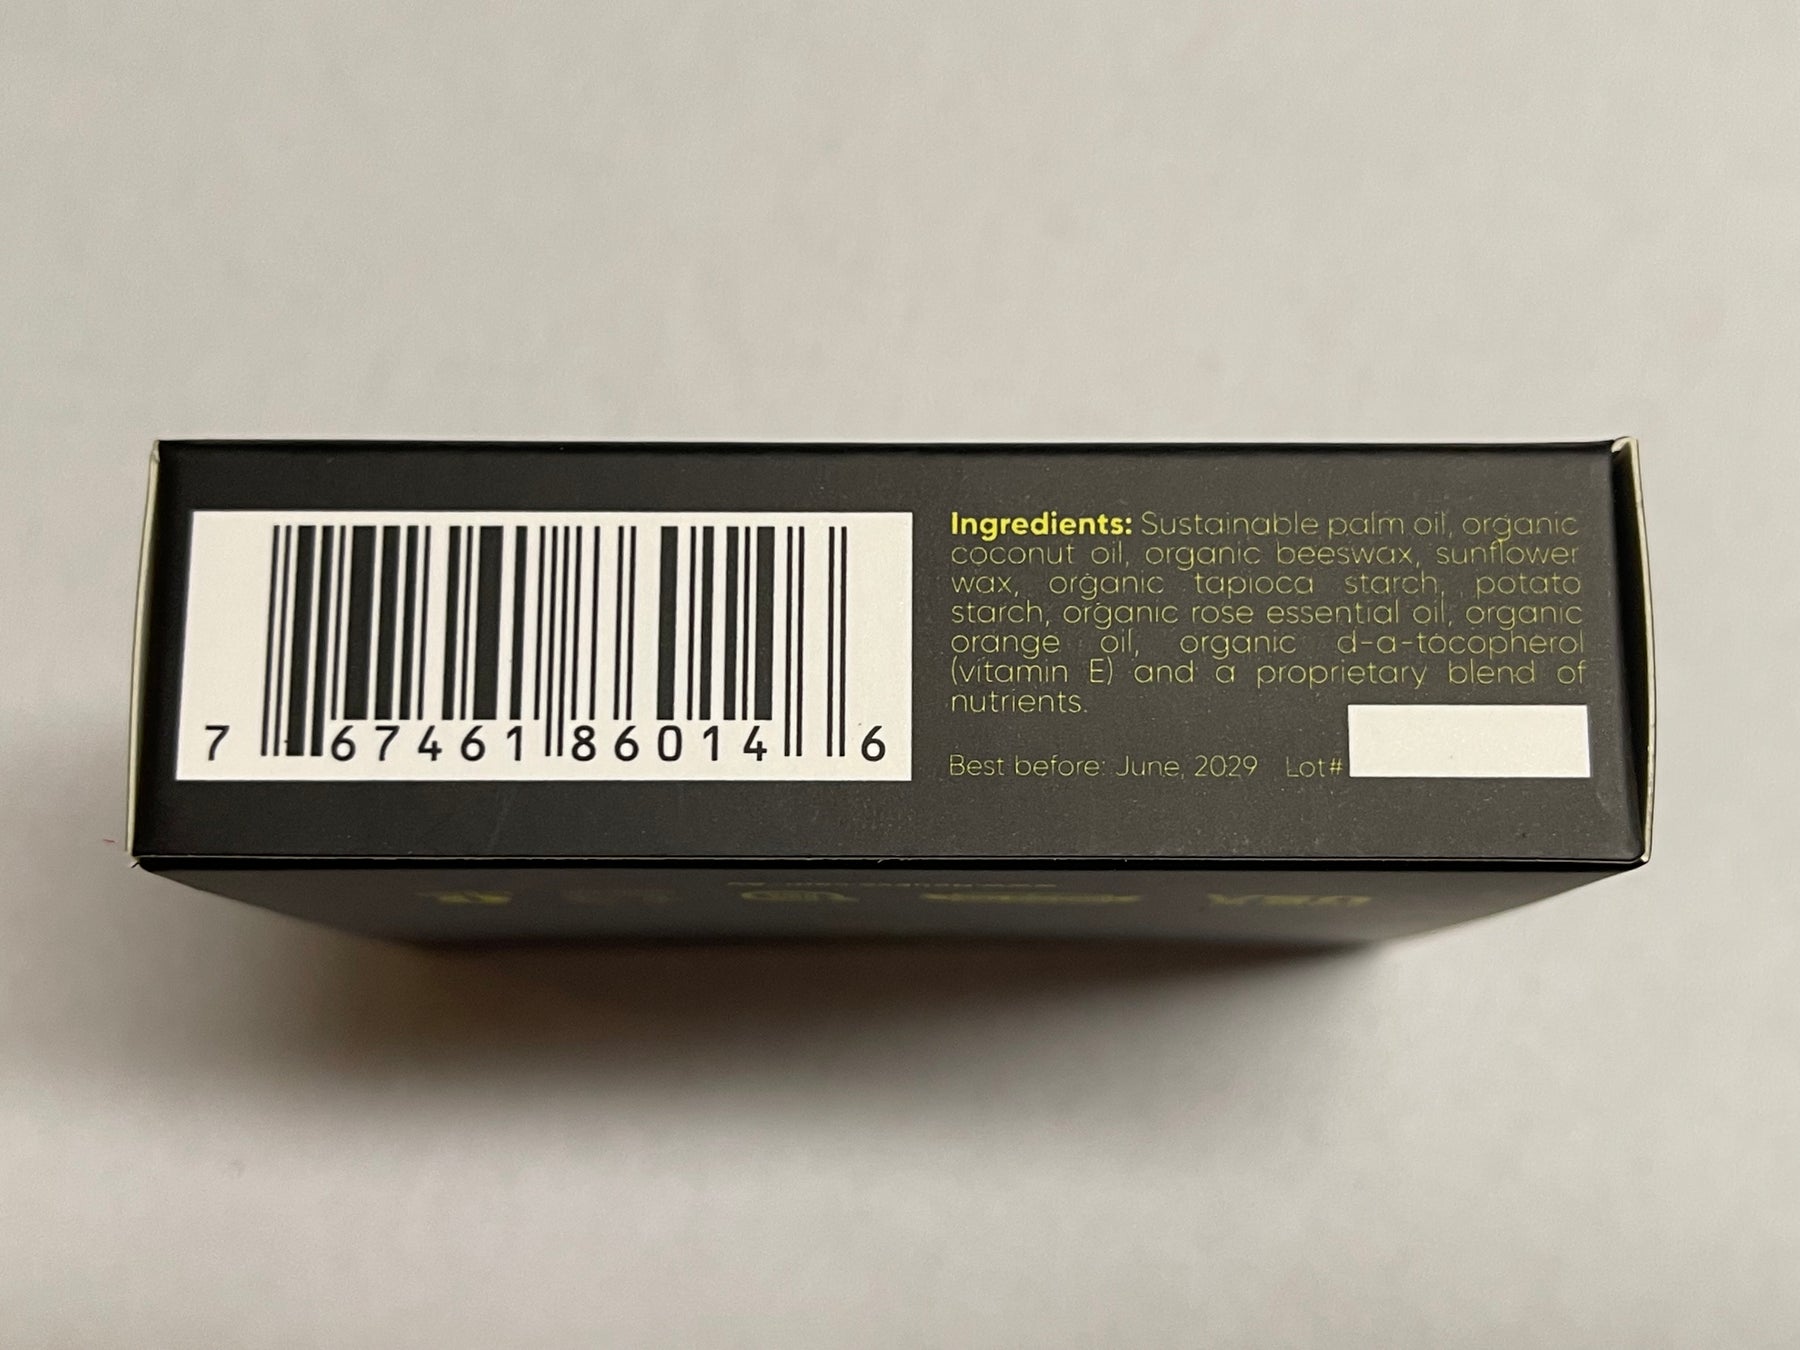 7 67461 86014 6
Ingredients: Sustainable palm oil, organic
coconut oil, organic beeswax, sunflower
wax, organic tapioca starch, potato
starch, organic rose essential oil, organic
orange oil, organic d-a-tocopherol
(vitamin E) and a proprietary blend of
nutrients.
Best before: June, 2029 Lot#